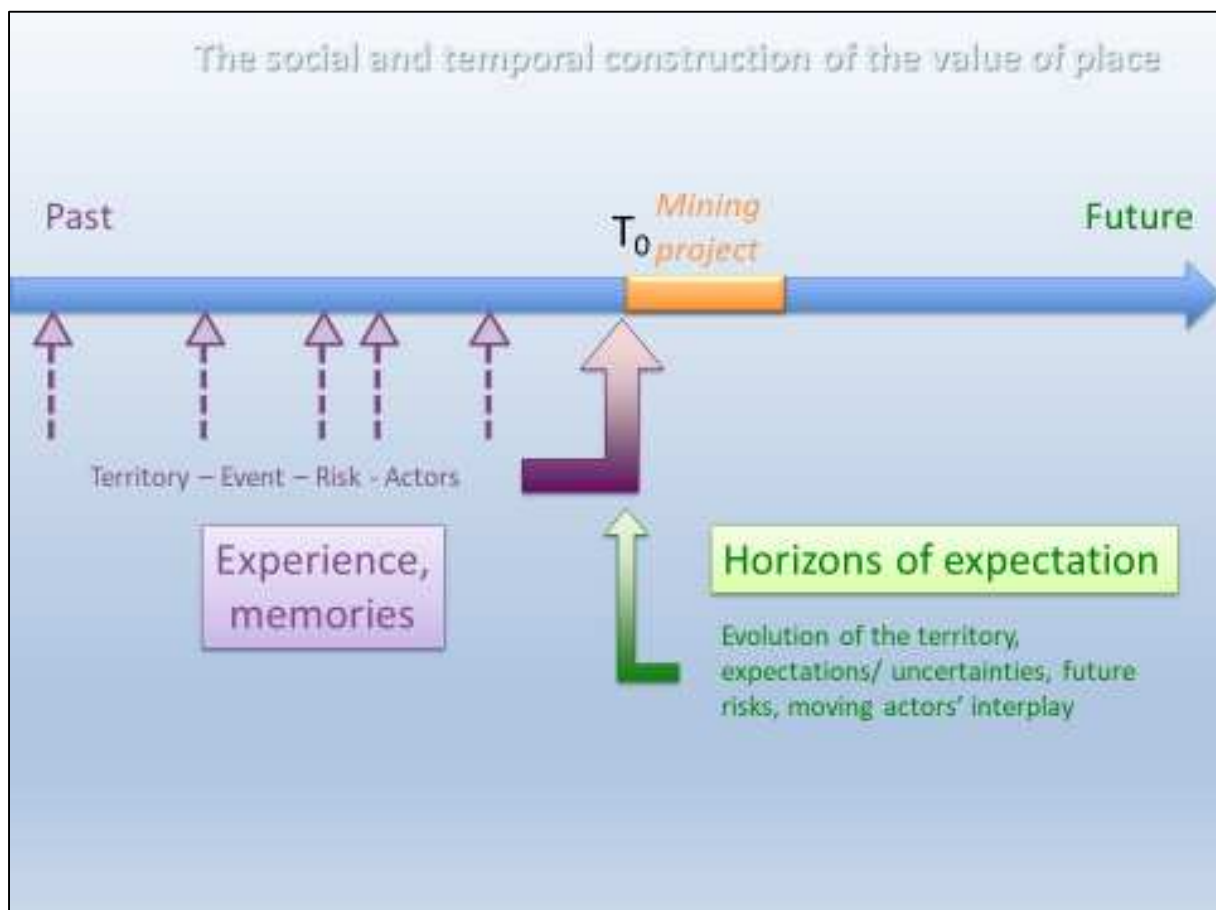 The social and temporal construction of the value of place
Past
T0
Mining
project
Future
Territory – Event – Risk - Actors
Experience,
memories
Horizons of expectation
Evolution of the territory,
expectations/ uncertainties, future
risks, moving actors' interplay